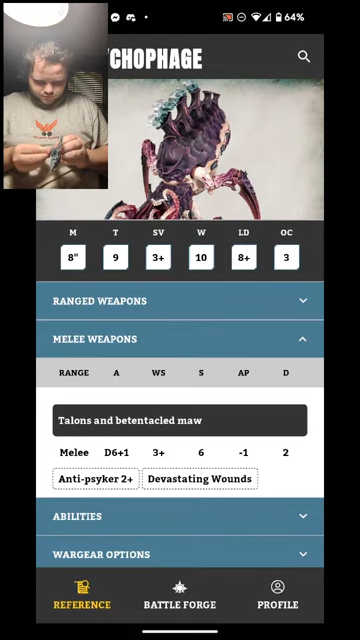 64%
CHOPHAGE
M T SV W LD OC
8" 9 3+ 10 8+ 3
RANGED WEAPONS
MELEE WEAPONS
RANGE A WS S AP D
Talons and betentacled maw
Melee D6+1 3+ 6 -1 2
Anti-psyker 2+ Devastating Wounds
ABILITIES
WARGEAR OPTIONS
REFERENCE BATTLE FORGE PROFILE